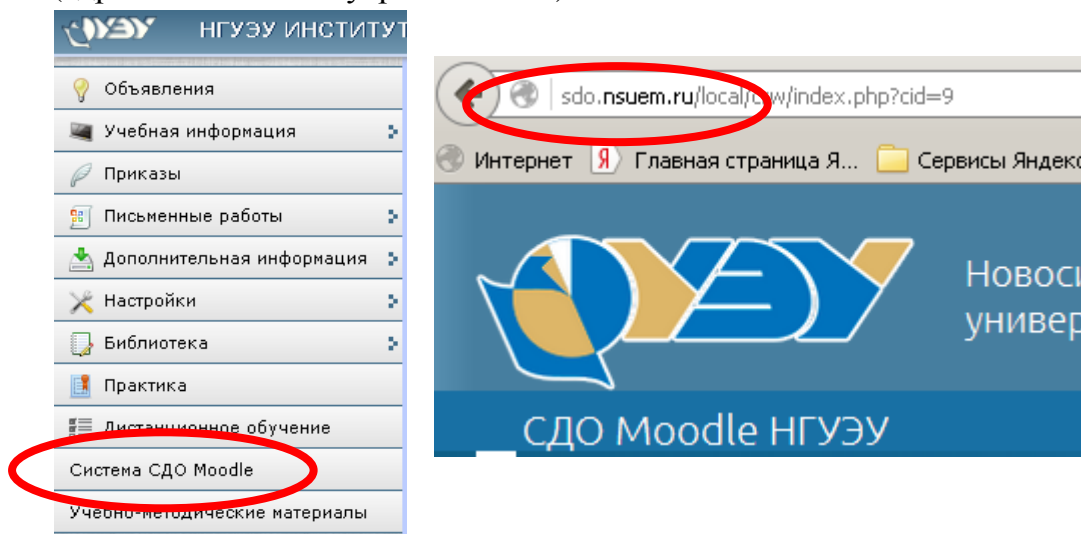 НГУЭУ ИНСТИТУТ
Объявления
Учебная информация
Приказы
Письменные работы
Дополнительная информация
Настройки
Библиотека
Практика
Дистанционное обучение
Система СДО Moodle
Учебно-методические материалы
sdo.nsuem.ru/local/crw/index.php?cid=9
Интернет Я Главная страница Я... Сервисы Яндекс
СДО Moodle НГУЭУ